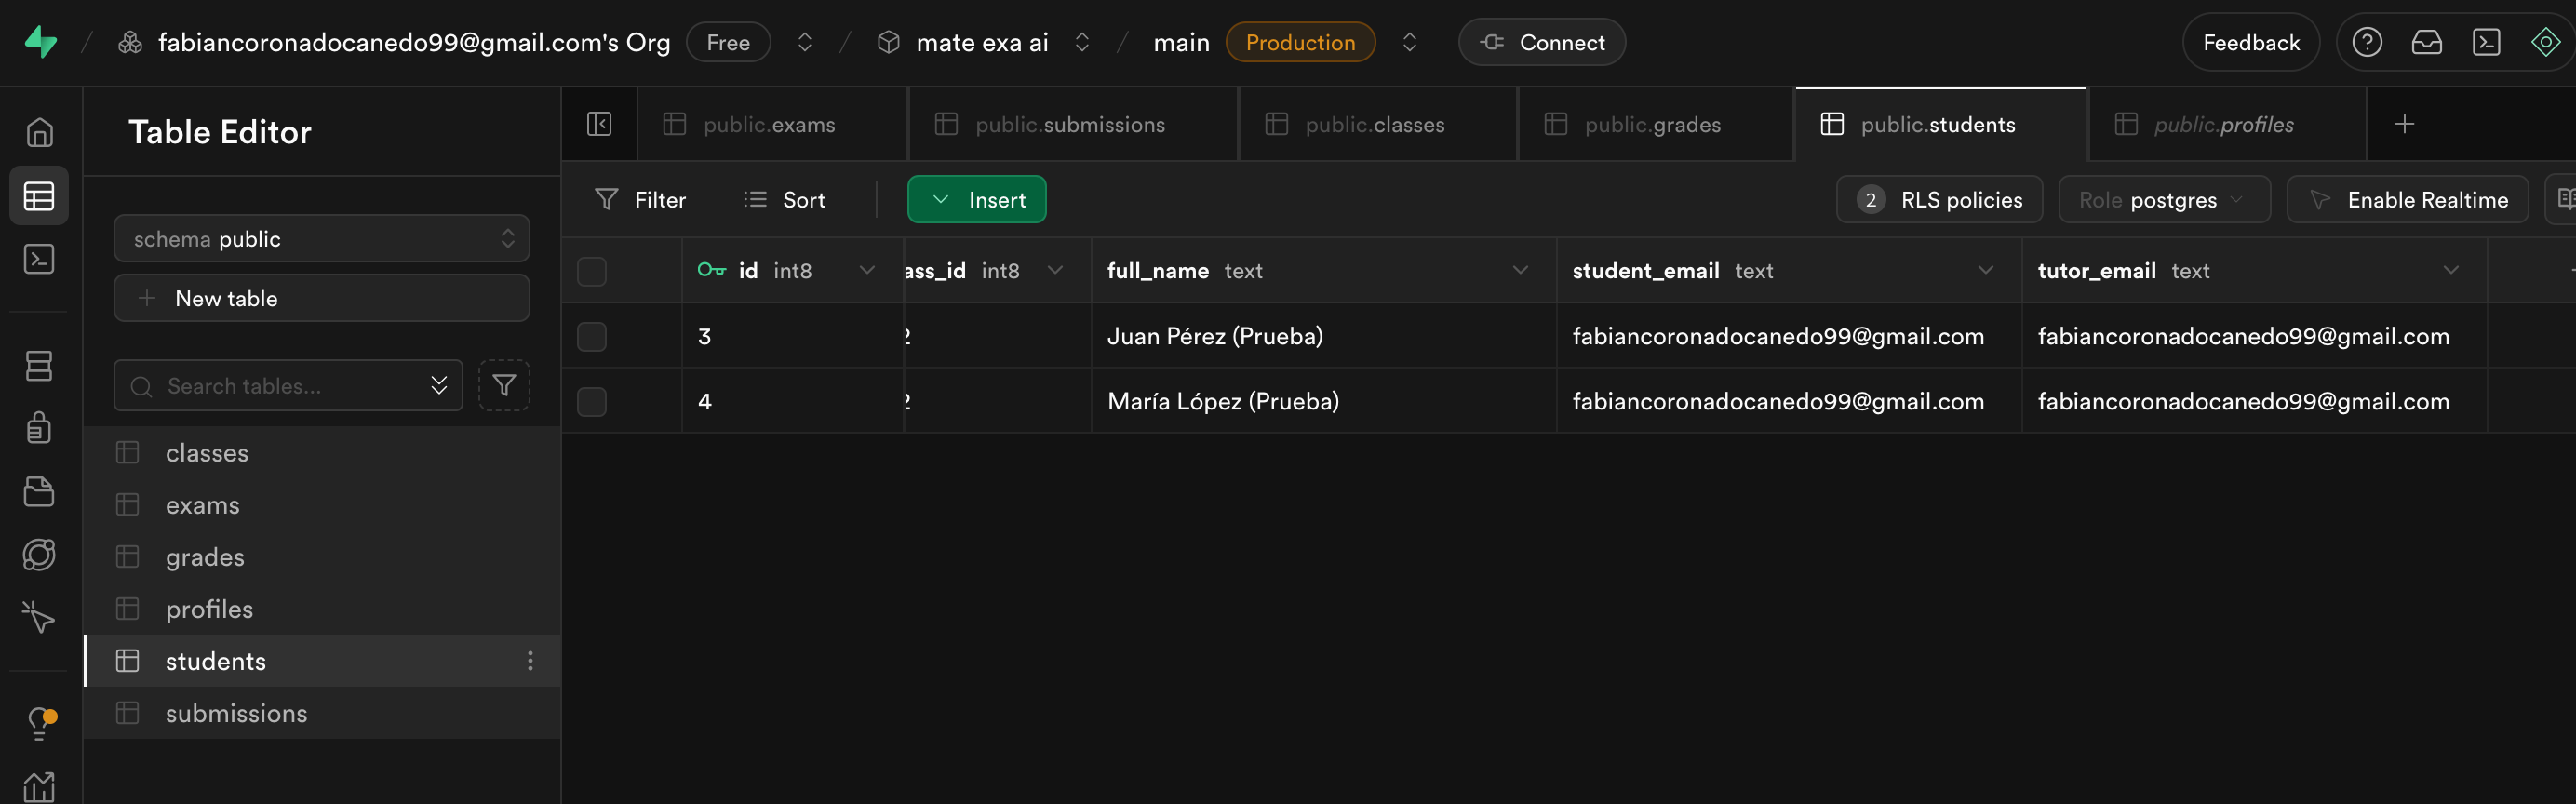 fabiancoronadocanedo99@gmail.com's Org Free mate exa ai main Production Connect Feedback
Table Editor
public.exams public.submissions public.classes public.grades public.students public.profiles
Filter Sort Insert 2 RLS policies Role postgres Enable Realtime
schema public
New table
Search tables...
classes
exams
grades
profiles
students
submissions
id int8 ass_id int8 full_name text student_email text tutor_email text
3 2 Juan Pérez (Prueba) fabiancoronadocanedo99@gmail.com fabiancoronadocanedo99@gmail.com
4 2 María López (Prueba) fabiancoronadocanedo99@gmail.com fabiancoronadocanedo99@gmail.com